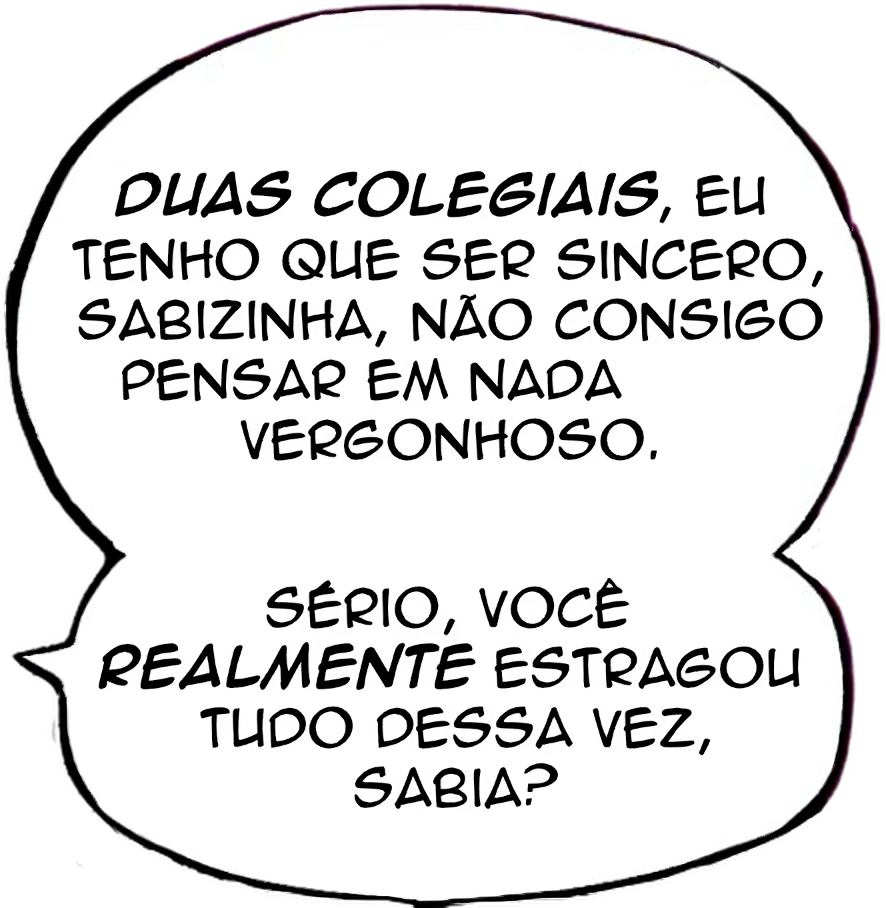 DUAS COLEGIAIS, EU
TENHO QUE SER SINCERO,
SABIZINHA, NÃO CONSIGO
PENSAR EM NADA
VERGONHOSO.
SÉRIO, VOCÊ
REALMENTE ESTRAGOU
TUDO DESSA VEZ,
SABIA?